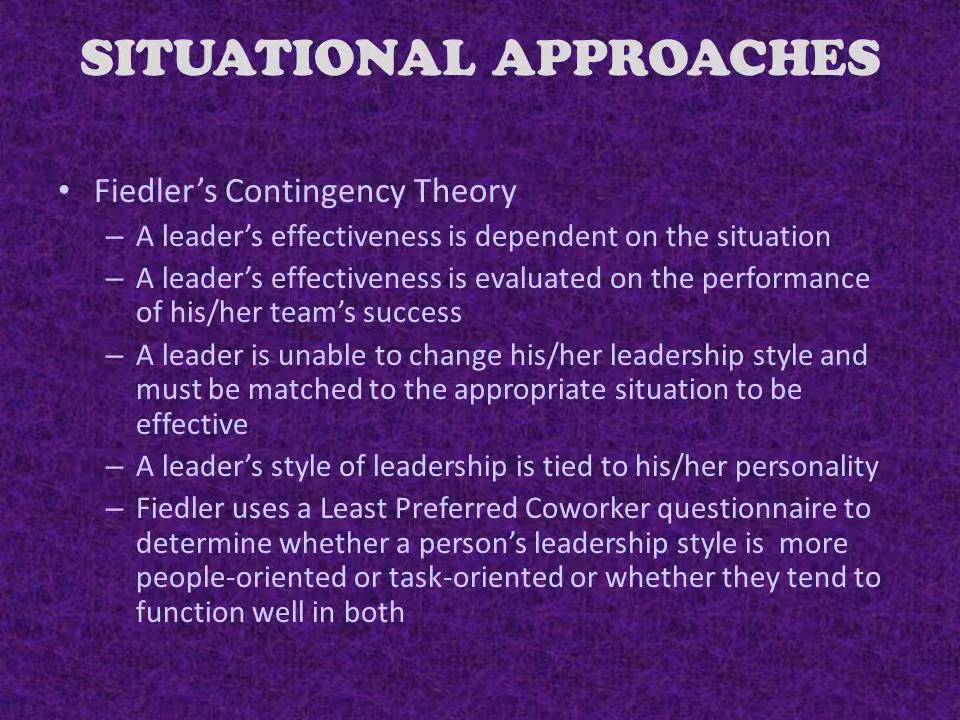 SITUATIONAL APPROACHES
• Fiedler’s Contingency Theory
– A leader’s effectiveness is dependent on the situation
– A leader’s effectiveness is evaluated on the performance
of his/her team’s success
– A leader is unable to change his/her leadership style and
must be matched to the appropriate situation to be
effective
– A leader’s style of leadership is tied to his/her personality
– Fiedler uses a Least Preferred Coworker questionnaire to
determine whether a person’s leadership style is  more
people-oriented or task-oriented or whether they tend to
function well in both